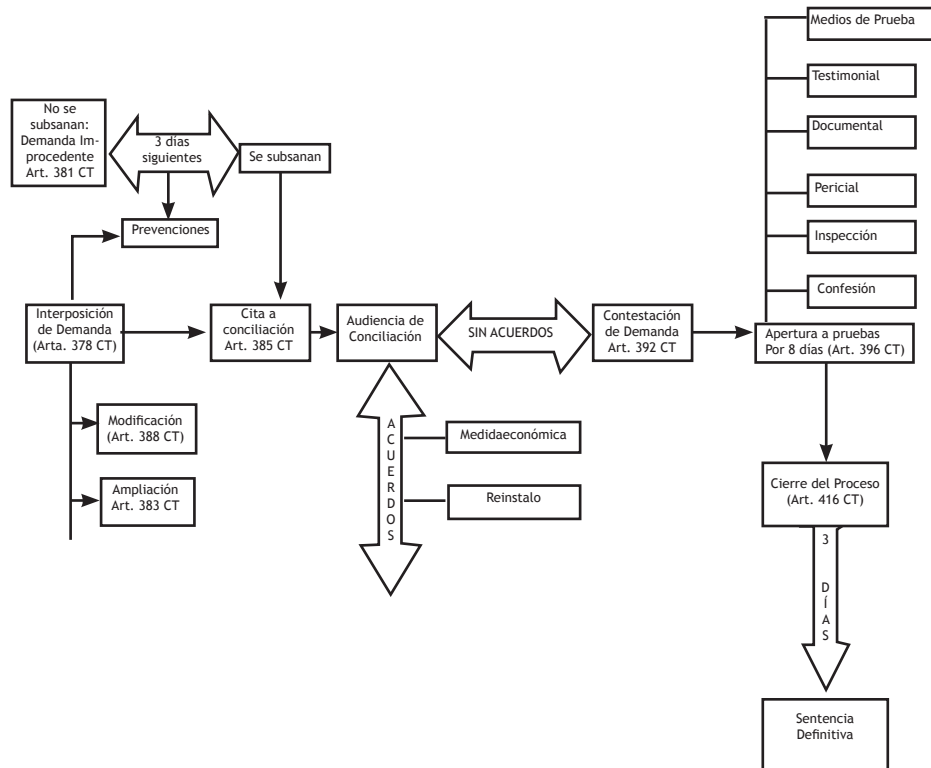 Medios de Prueba
Testimonial
Documental
Pericial
Inspección
Confesión
No se
subsanan:
Demanda Im-
procedente
Art. 381 CT
3 días
siguientes
Se subsanan
Prevenciones
Interposición
de Demanda
(Arta. 378 CT)
Cita a
conciliación
Art. 385 CT
Audiencia de
Conciliación
SIN ACUERDOS
Contestación
de Demanda
Art. 392 CT
Apertura a pruebas
Por 8 días (Art. 396 CT)
Modificación
(Art. 388 CT)
Ampliación
Art. 383 CT
ACUERDOS
Medidaeconómica
Reinstalo
Cierre del Proceso
(Art. 416 CT)
3
DÍAS
Sentencia
Definitiva